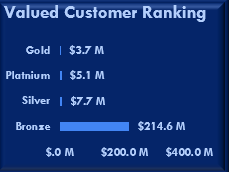 Valued Customer Ranking
Gold $3.7 M
Platnium $5.1 M
Silver $7.7 M
Bronze $214.6 M
$.0 M $200.0 M $400.0 M